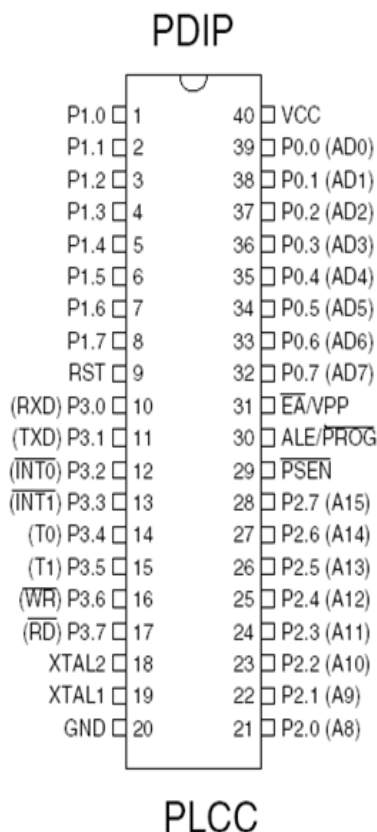 PDIP
P1.0 1 40 VCC
P1.1 2 39 P0.0 (AD0)
P1.2 3 38 P0.1 (AD1)
P1.3 4 37 P0.2 (AD2)
P1.4 5 36 P0.3 (AD3)
P1.5 6 35 P0.4 (AD4)
P1.6 7 34 P0.5 (AD5)
P1.7 8 33 P0.6 (AD6)
RST 9 32 P0.7 (AD7)
(RXD) P3.0 10 31 E̅A̅/VPP
(TXD) P3.1 11 30 ALE/P̅R̅O̅G̅
(I̅N̅T̅0̅) P3.2 12 29 P̅S̅E̅N̅
(I̅N̅T̅1̅) P3.3 13 28 P2.7 (A15)
(T0) P3.4 14 27 P2.6 (A14)
(T1) P3.5 15 26 P2.5 (A13)
(W̅R̅) P3.6 16 25 P2.4 (A12)
(R̅D̅) P3.7 17 24 P2.3 (A11)
XTAL2 18 23 P2.2 (A10)
XTAL1 19 22 P2.1 (A9)
GND 20 21 P2.0 (A8)
PLCC